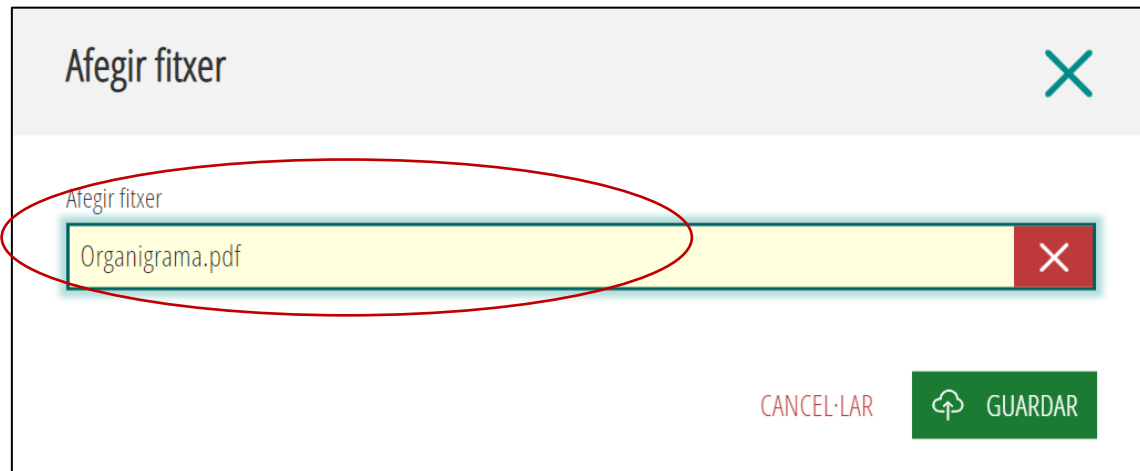 Afegir fitxer
Afegir fitxer
Organigrama.pdf
CANCEL·LAR GUARDAR